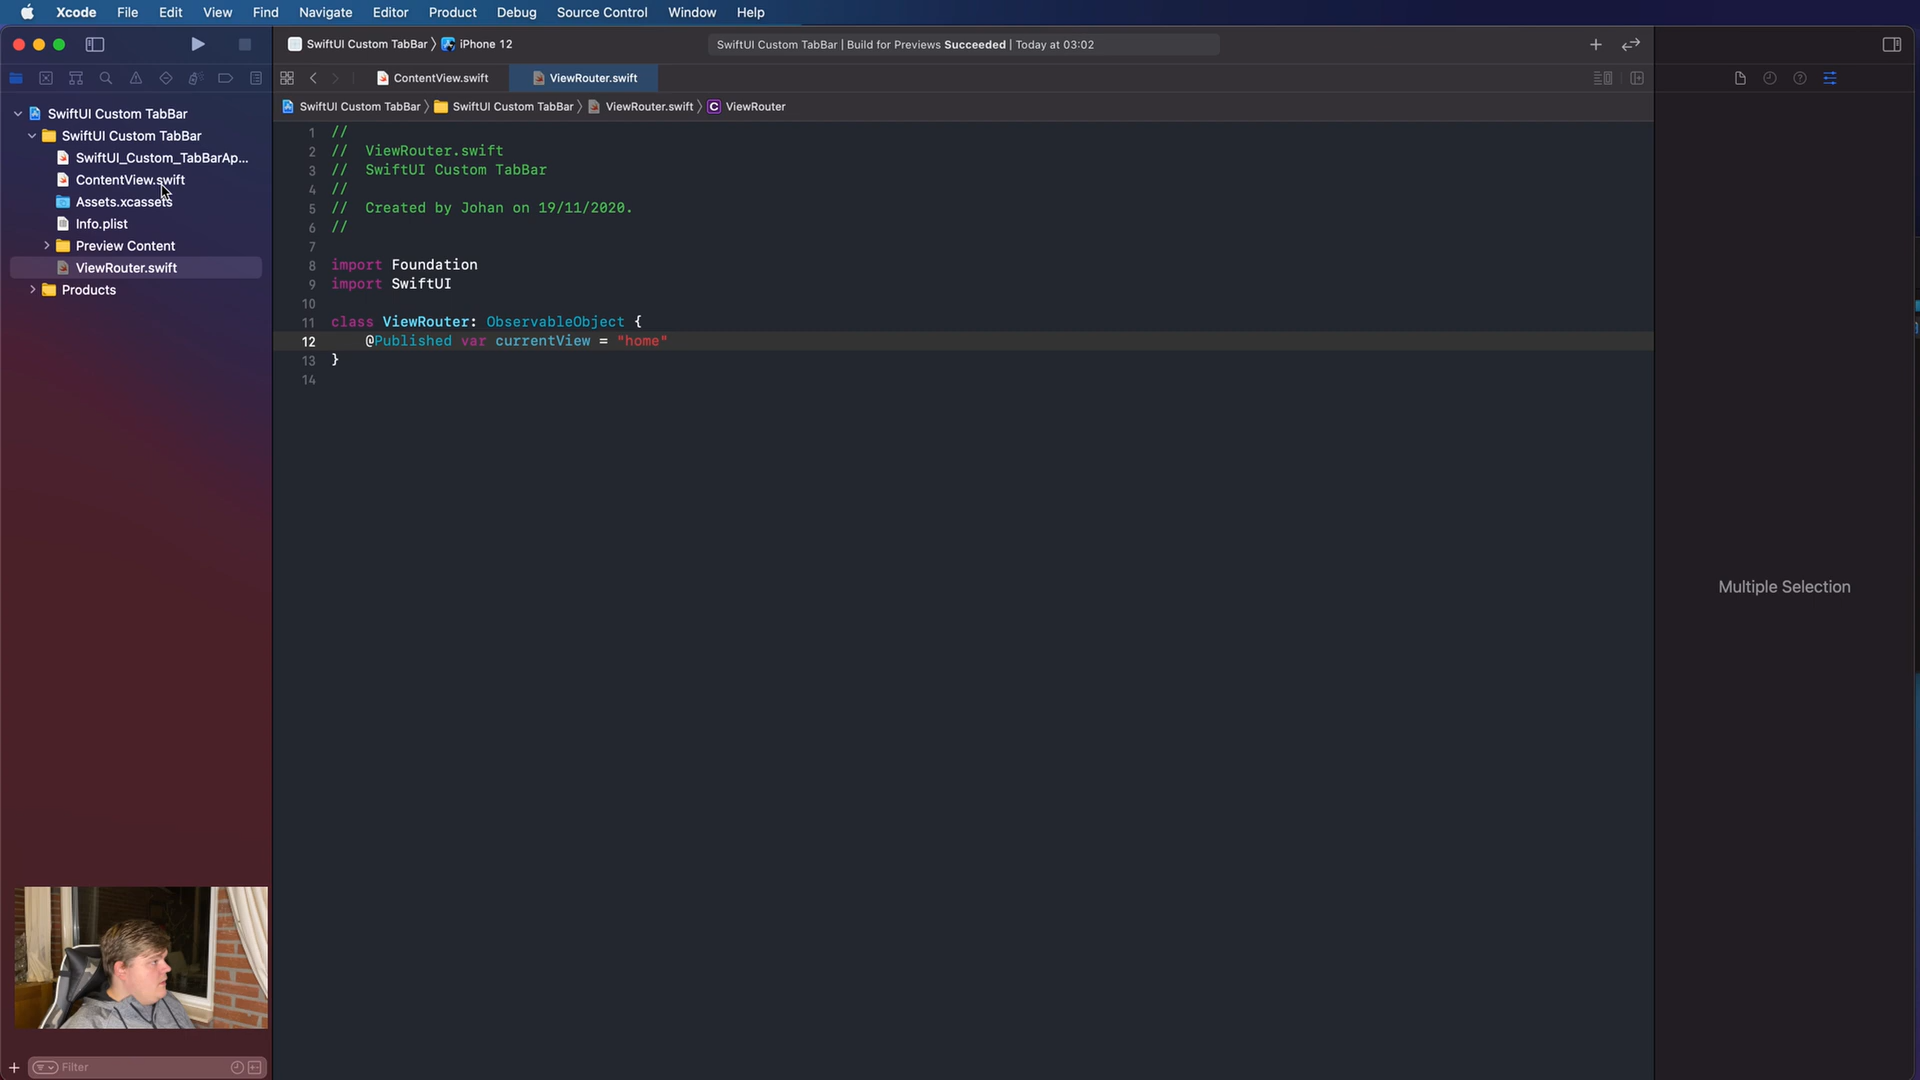 Xcode File Edit View Find Navigate Editor Product Debug Source Control Window Help
SwiftUI Custom TabBar 〉 iPhone 12
SwiftUI Custom TabBar | Build for Previews Succeeded | Today at 03:02
ContentView.swift
ViewRouter.swift
SwiftUI Custom TabBar 〉 SwiftUI Custom TabBar 〉 ViewRouter.swift 〉 C ViewRouter
SwiftUI Custom TabBar
SwiftUI Custom TabBar
SwiftUI_Custom_TabBarAp...
ContentView.swift
Assets.xcassets
Info.plist
Preview Content
ViewRouter.swift
Products
1 //
2 // ViewRouter.swift
3 // SwiftUI Custom TabBar
4 //
5 // Created by Johan on 19/11/2020.
6 //
7
8 import Foundation
9 import SwiftUI
10
11 class ViewRouter: ObservableObject {
12 @Published var currentView = "home"
13 }
14
Multiple Selection
Filter